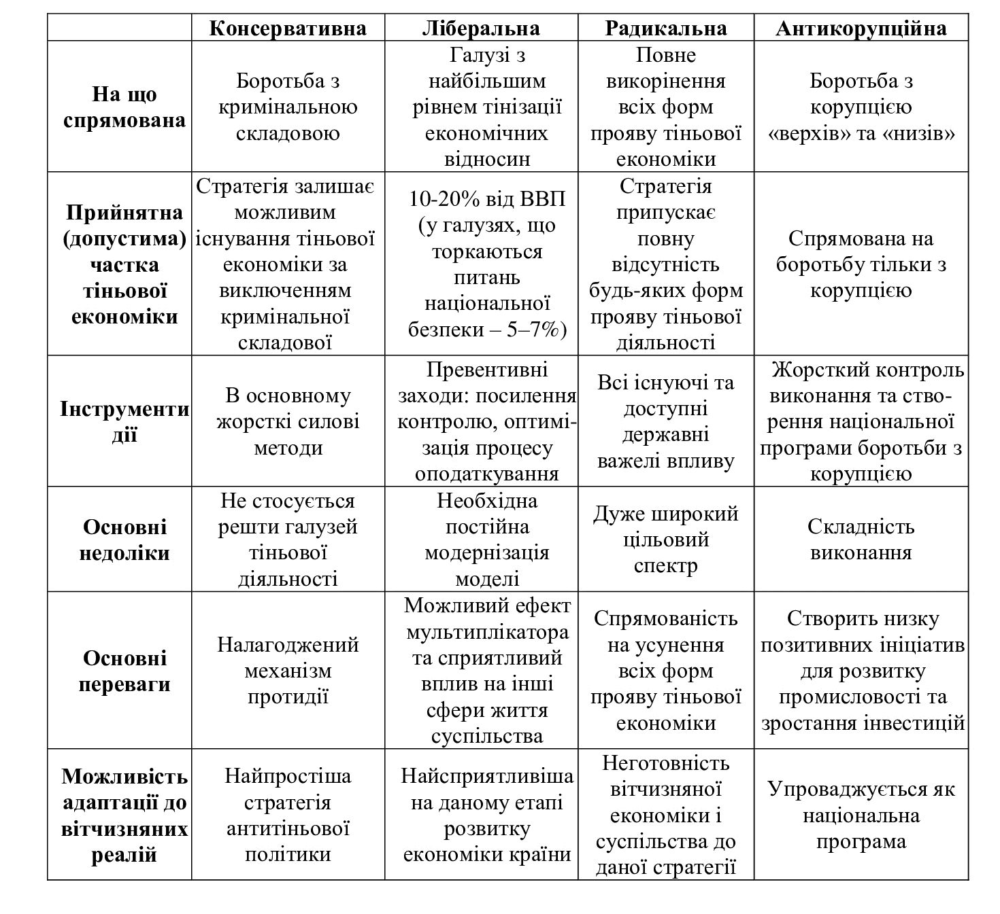 Консервативна
Ліберальна
Радикальна
Антикорупційна
На що
спрямована
Боротьба з
кримінальною
складовою
Галузі з
найбільшим
рівнем тінізації
економічних
відносин
Повне
викорінення
всіх форм
прояву тіньової
економіки
Боротьба з
корупцією
«верхів» та «низів»
Прийнятна
(допустима)
частка
тіньової
економіки
Стратегія залишає
можливим
існування тіньової
економіки за
виключенням
кримінальної
складової
10-20% від ВВП
(у галузях, що
торкаються
питань
національної
безпеки – 5–7%)
Стратегія
припускає
повну
відсутність
будь-яких форм
прояву тіньової
діяльності
Спрямована на
боротьбу тільки з
корупцією
Інструменти
дії
В основному
жорсткі силові
методи
Превентивні
заходи: посилення
контролю, оптимі-
зація процесу
оподаткування
Всі існуючі та
доступні
державні
важелі впливу
Жорсткий контроль
виконання та ство-
рення національної
програми боротьби з
корупцією
Основні
недоліки
Не стосується
решти галузей
тіньової
діяльності
Необхідна
постійна
модернізація
моделі
Дуже широкий
цільовий
спектр
Складність
виконання
Основні
переваги
Налагоджений
механізм
протидії
Можливий ефект
мультиплікатора
та сприятливий
вплив на інші
сфери життя
суспільства
Спрямованість
на усунення
всіх форм
прояву тіньової
економіки
Створить низку
позитивних ініціатив
для розвитку
промисловості та
зростання інвестицій
Можливість
адаптації до
вітчизняних
реалій
Найпростіша
стратегія
антитіньової
політики
Найсприятливіша
на даному етапі
розвитку
економіки країни
Неготовність
вітчизняної
економіки і
суспільства до
даної стратегії
Упроваджується як
національна
програма